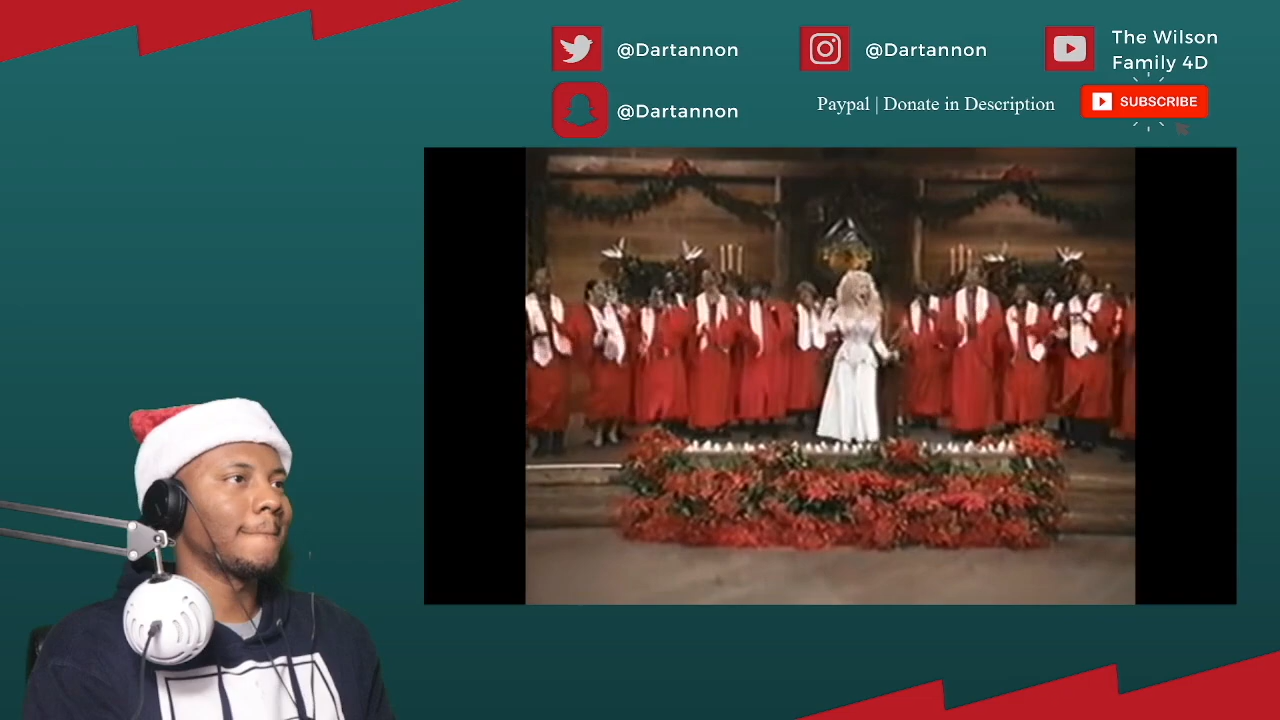 @Dartannon
@Dartannon
The Wilson
Family 4D
@Dartannon
Paypal | Donate in Description
SUBSCRIBE